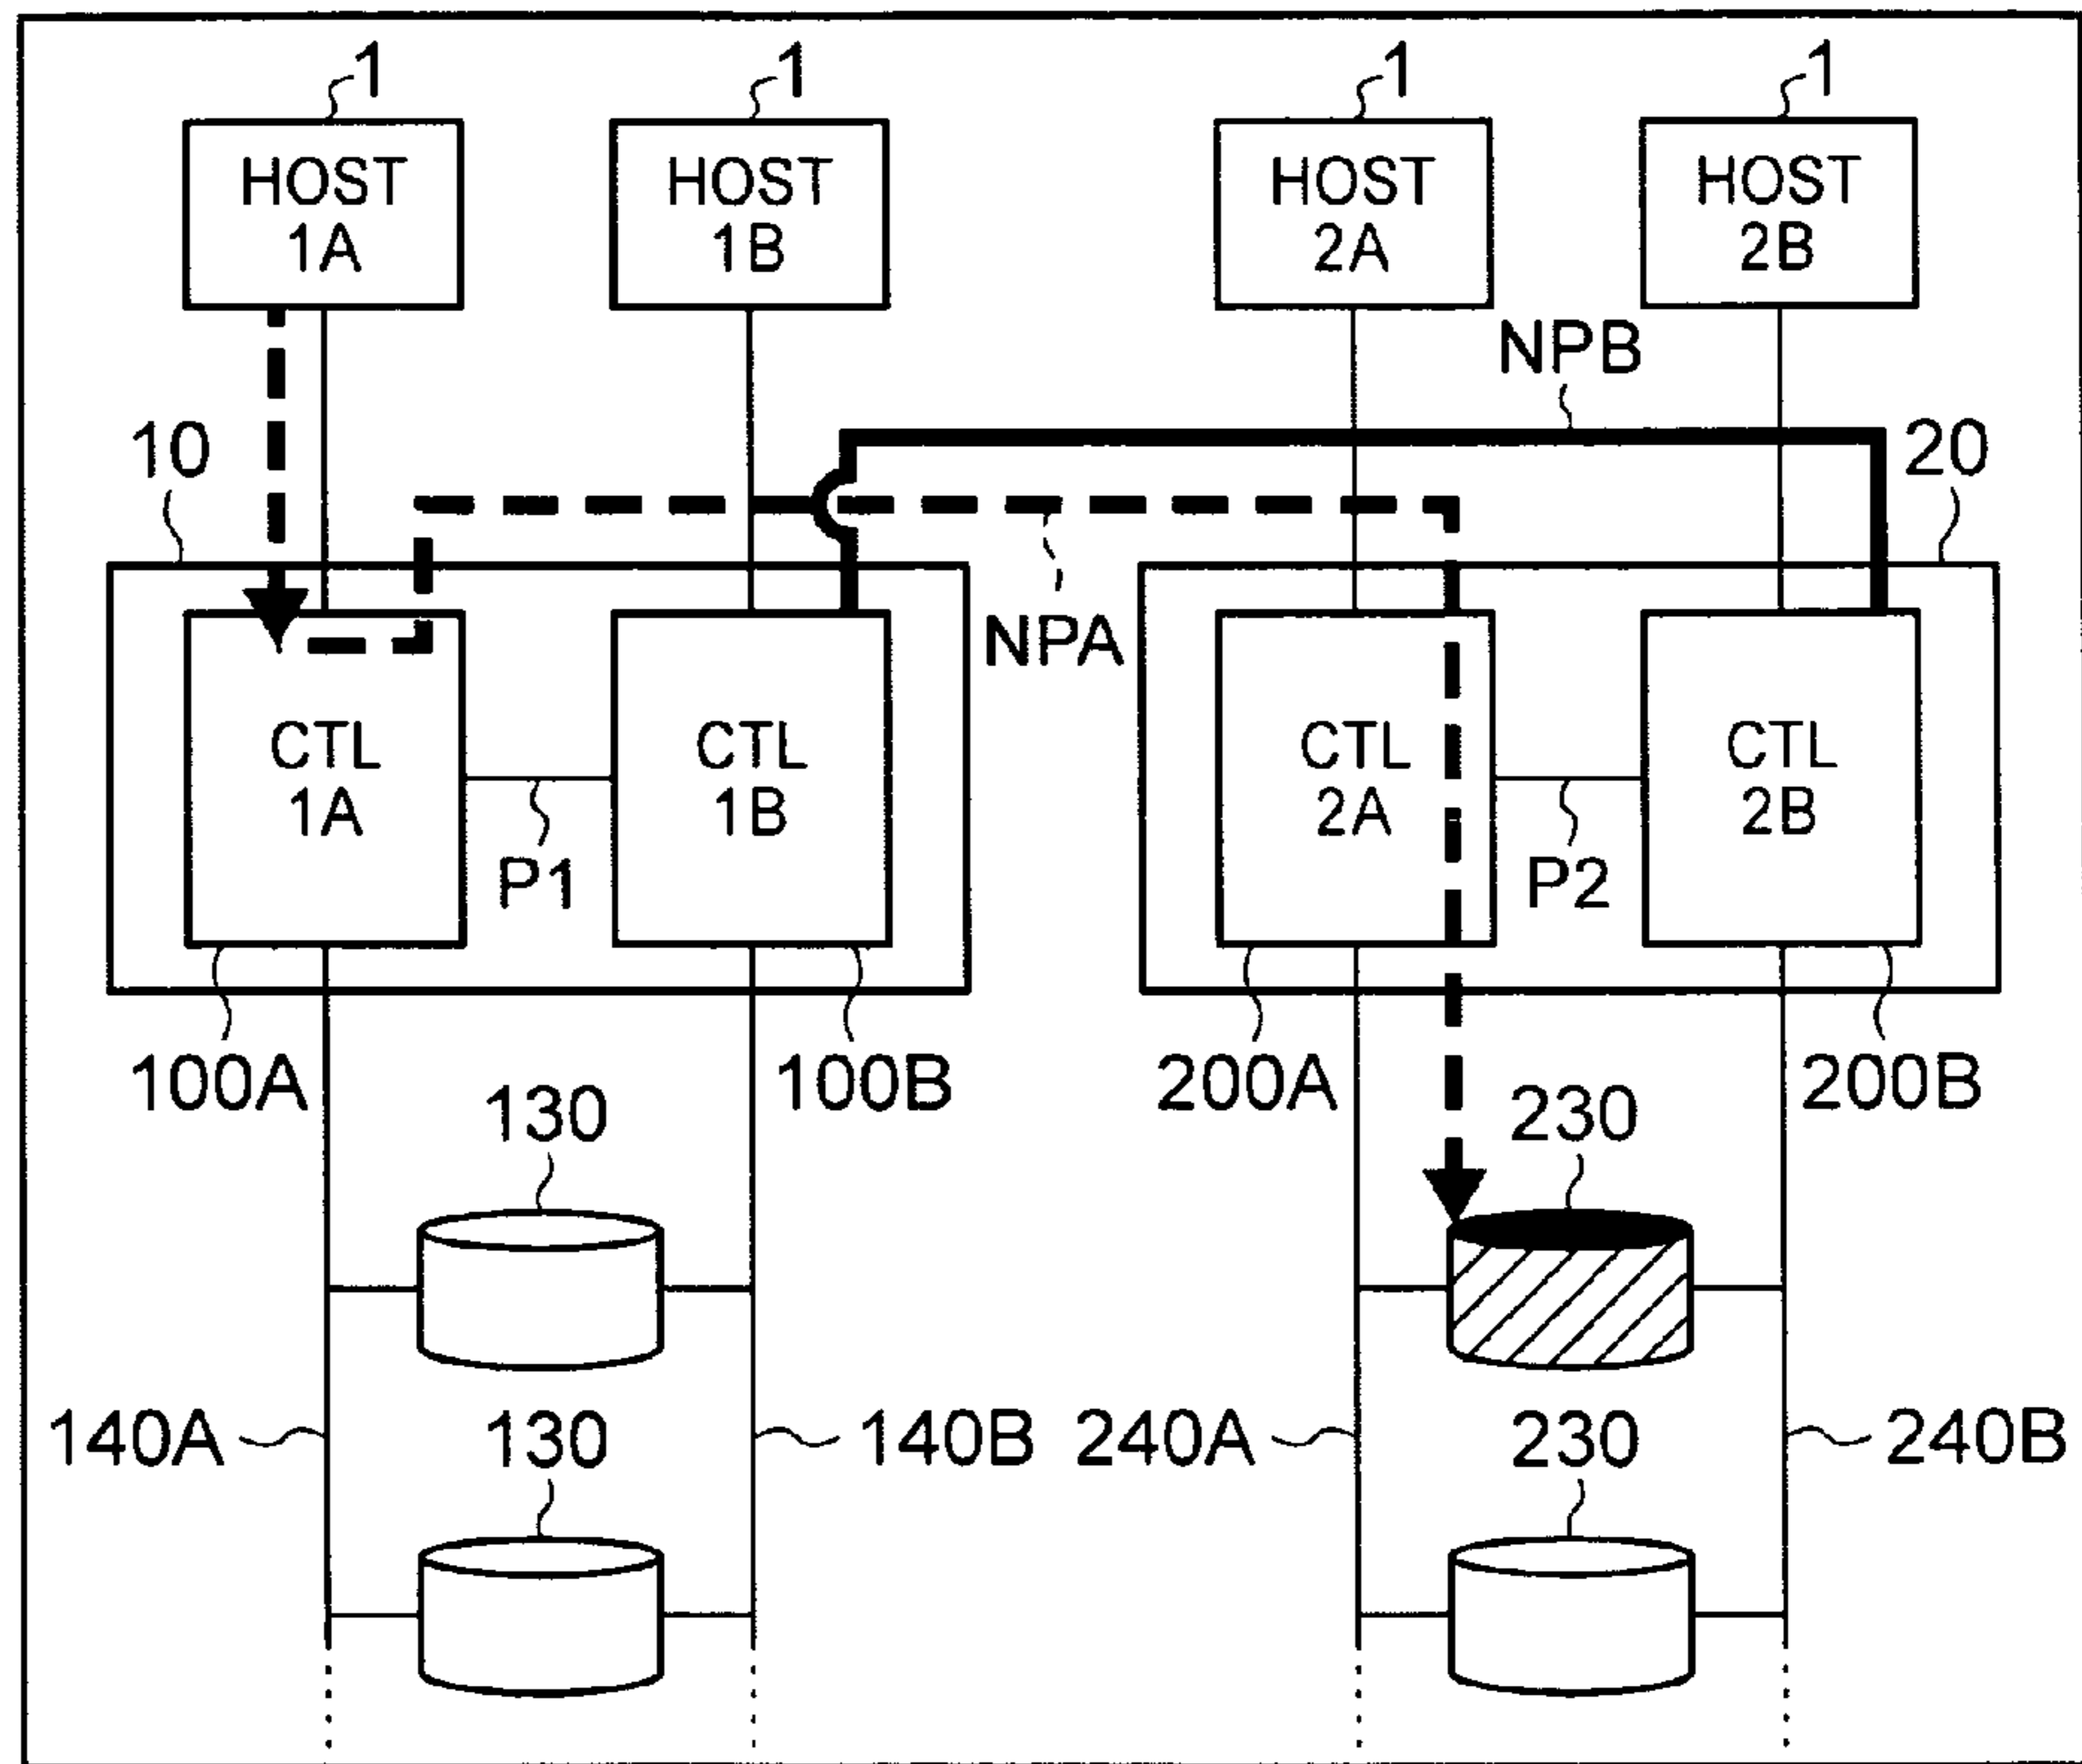 1
1
1
1
HOST
1A
HOST
1B
HOST
2A
HOST
2B
NPB
10
20
NPA
CTL
1A
CTL
1B
CTL
2A
CTL
2B
P1
P2
100A
100B
200A
200B
130
230
140A
130
140B
240A
230
240B